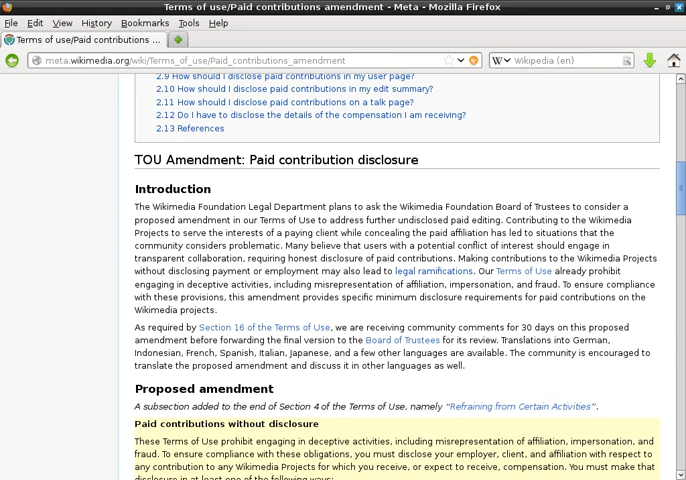 Terms of use/Paid contributions amendment - Meta - Mozilla Firefox
File Edit View History Bookmarks Tools Help
Terms of use/Paid contributions ...
meta.wikimedia.org/wiki/Terms_of_use/Paid_contributions_amendment
W Wikipedia (en)
2.9 How should I disclose paid contributions in my user page?
2.10 How should I disclose paid contributions in my edit summary?
2.11 How should I disclose paid contributions on a talk page?
2.12 Do I have to disclose the details of the compensation I am receiving?
2.13 References
TOU Amendment: Paid contribution disclosure
Introduction
The Wikimedia Foundation Legal Department plans to ask the Wikimedia Foundation Board of Trustees to consider a
proposed amendment in our Terms of Use to address further undisclosed paid editing. Contributing to the Wikimedia
Projects to serve the interests of a paying client while concealing the paid affiliation has led to situations that the
community considers problematic. Many believe that users with a potential conflict of interest should engage in
transparent collaboration, requiring honest disclosure of paid contributions. Making contributions to the Wikimedia Projects
without disclosing payment or employment may also lead to legal ramifications. Our Terms of Use already prohibit
engaging in deceptive activities, including misrepresentation of affiliation, impersonation, and fraud. To ensure compliance
with these provisions, this amendment provides specific minimum disclosure requirements for paid contributions on the
Wikimedia projects.
As required by Section 16 of the Terms of Use, we are receiving community comments for 30 days on this proposed
amendment before forwarding the final version to the Board of Trustees for its review. Translations into German,
Indonesian, French, Spanish, Italian, Japanese, and a few other languages are available. The community is encouraged to
translate the proposed amendment and discuss it in other languages as well.
Proposed amendment
A subsection added to the end of Section 4 of the Terms of Use, namely "Refraining from Certain Activities".
Paid contributions without disclosure
These Terms of Use prohibit engaging in deceptive activities, including misrepresentation of affiliation, impersonation, and
fraud. To ensure compliance with these obligations, you must disclose your employer, client, and affiliation with respect to
any contribution to any Wikimedia Projects for which you receive, or expect to receive, compensation. You must make that
disclosure in at least one of the following ways: